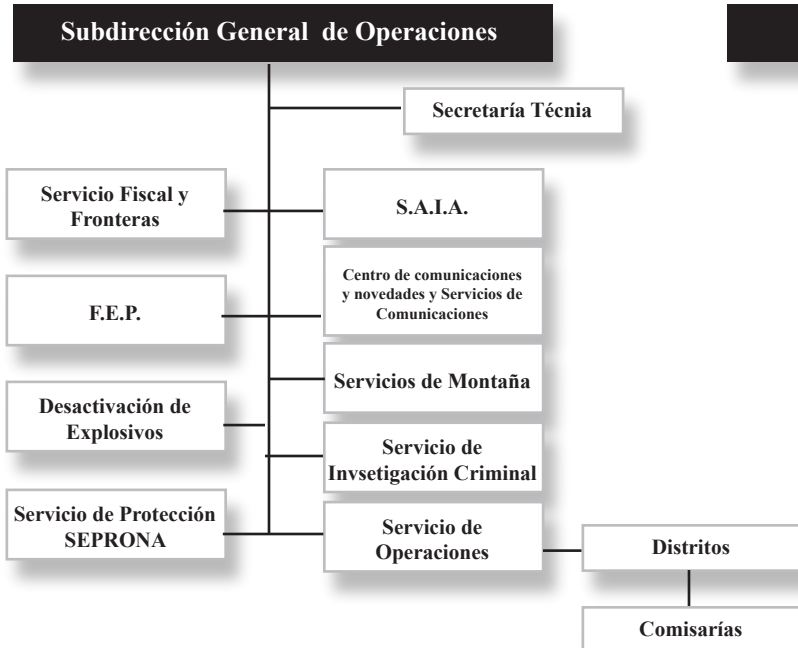 Subdirección General de Operaciones
Secretaría Técnia
Servicio Fiscal y
Fronteras
S.A.I.A.
Centro de comunicaciones
y novedades y Servicios de
Comunicaciones
F.E.P.
Servicios de Montaña
Desactivación de
Explosivos
Servicio de
Invsetigación Criminal
Servicio de Protección
SEPRONA
Servicio de
Operaciones
Distritos
Comisarías